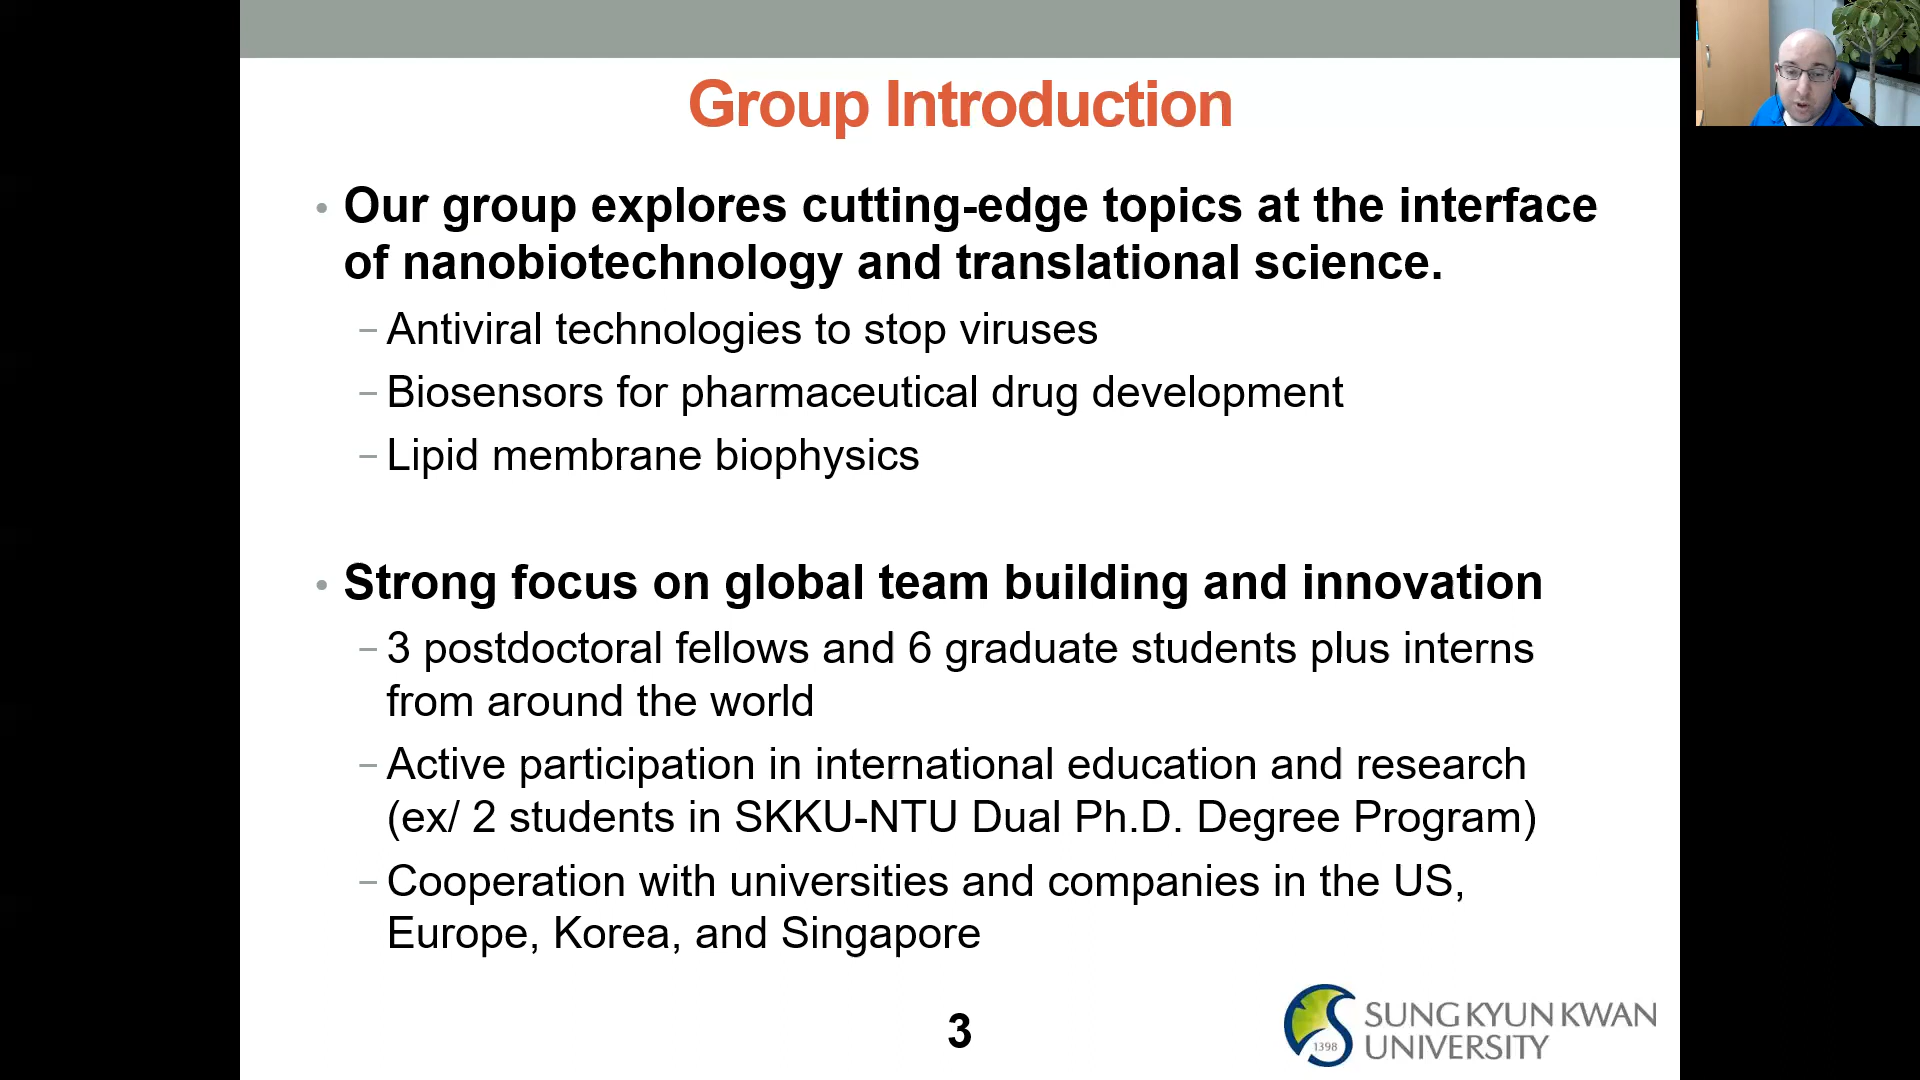 Group Introduction
• Our group explores cutting-edge topics at the interface
of nanobiotechnology and translational science.
– Antiviral technologies to stop viruses
– Biosensors for pharmaceutical drug development
– Lipid membrane biophysics
• Strong focus on global team building and innovation
– 3 postdoctoral fellows and 6 graduate students plus interns
from around the world
– Active participation in international education and research
(ex/ 2 students in SKKU-NTU Dual Ph.D. Degree Program)
– Cooperation with universities and companies in the US,
Europe, Korea, and Singapore
3
1398
SUNG KYUN KWAN
UNIVERSITY